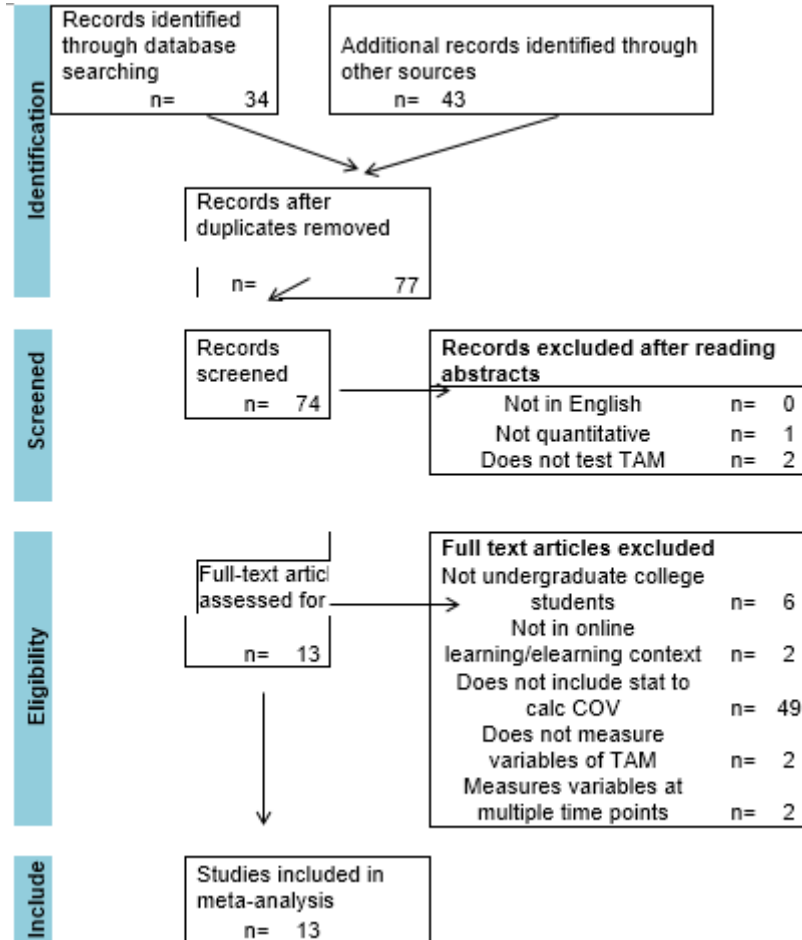 Identification
Records identified
through database
searching
n= 34
Additional records identified through
other sources
n= 43
Records after
duplicates removed
n= 77
Screened
Records
screened
n= 74
Records excluded after reading
abstracts
Not in English n= 0
Not quantitative n= 1
Does not test TAM n= 2
Eligibility
Full-text artic
assessed for
n= 13
Full text articles excluded
Not undergraduate college
students n= 6
Not in online
learning/elearning context n= 2
Does not include stat to
calc COV n= 49
Does not measure
variables of TAM n= 2
Measures variables at
multiple time points n= 2
Include
Studies included in
meta-analysis
n= 13